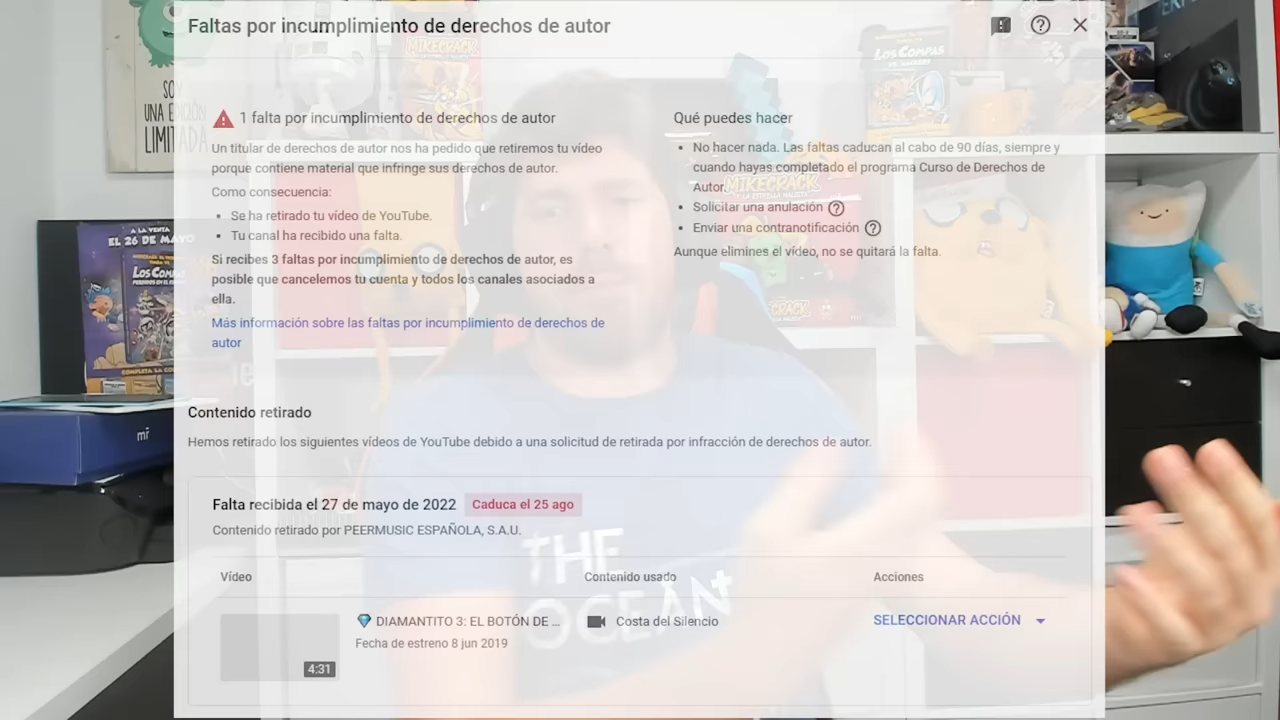 Faltas por incumplimiento de derechos de autor
1 falta por incumplimiento de derechos de autor
Un titular de derechos de autor nos ha pedido que retiremos tu vídeo
porque contiene material que infringe sus derechos de autor.
Como consecuencia:
Se ha retirado tu vídeo de YouTube.
Tu canal ha recibido una falta.
Si recibes 3 faltas por incumplimiento de derechos de autor, es
posible que cancelemos tu cuenta y todos los canales asociados a
ella.
Más información sobre las faltas por incumplimiento de derechos de
autor
Qué puedes hacer
No hacer nada. Las faltas caducan al cabo de 90 días, siempre y
cuando hayas completado el programa Curso de Derechos de
Autor.
Solicitar una anulación
Enviar una contranotificación
Aunque elimines el vídeo, no se quitará la falta.
Contenido retirado
Hemos retirado los siguientes vídeos de YouTube debido a una solicitud de retirada por infracción de derechos de autor.
Falta recibida el 27 de mayo de 2022 Caduca el 25 ago
Contenido retirado por PEERMUSIC ESPAÑOLA, S.A.U.
Vídeo Contenido usado Acciones
DIAMANTITO 3: EL BOTÓN DE ... Costa del Silencio SELECCIONAR ACCIÓN
Fecha de estreno 8 jun 2019
4:31
UNA EDICIÓN
LIMITADA
A LA VENTA
EL 26 DE MAYO
LOS COMPAS
MIKECRACK
LOS COMPAS
MIKECRACK
THE
OCEAN